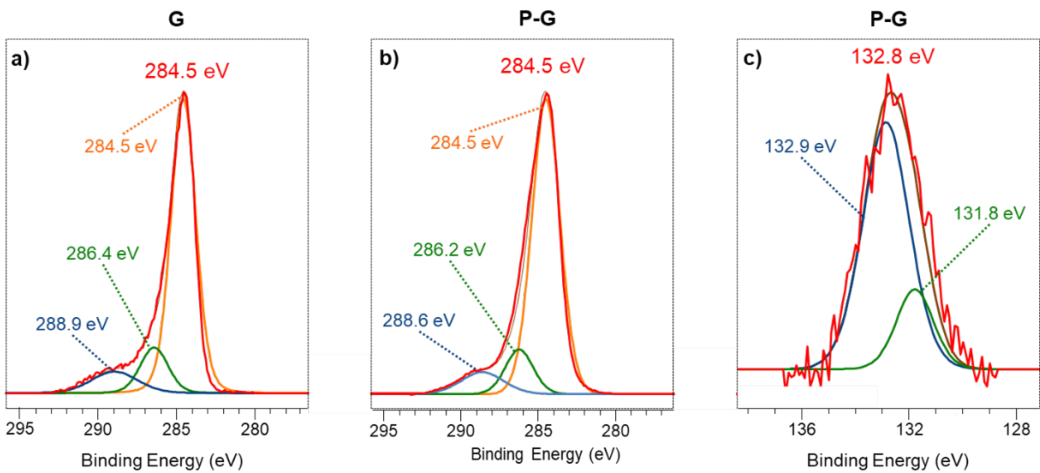 G
P-G
P-G
a)
284.5 eV
284.5 eV
286.4 eV
288.9 eV
295
290
285
280
Binding Energy (eV)
b)
284.5 eV
284.5 eV
286.2 eV
288.6 eV
295
290
285
280
Binding Energy (eV)
c)
132.8 eV
132.9 eV
131.8 eV
136
132
128
Binding Energy (eV)